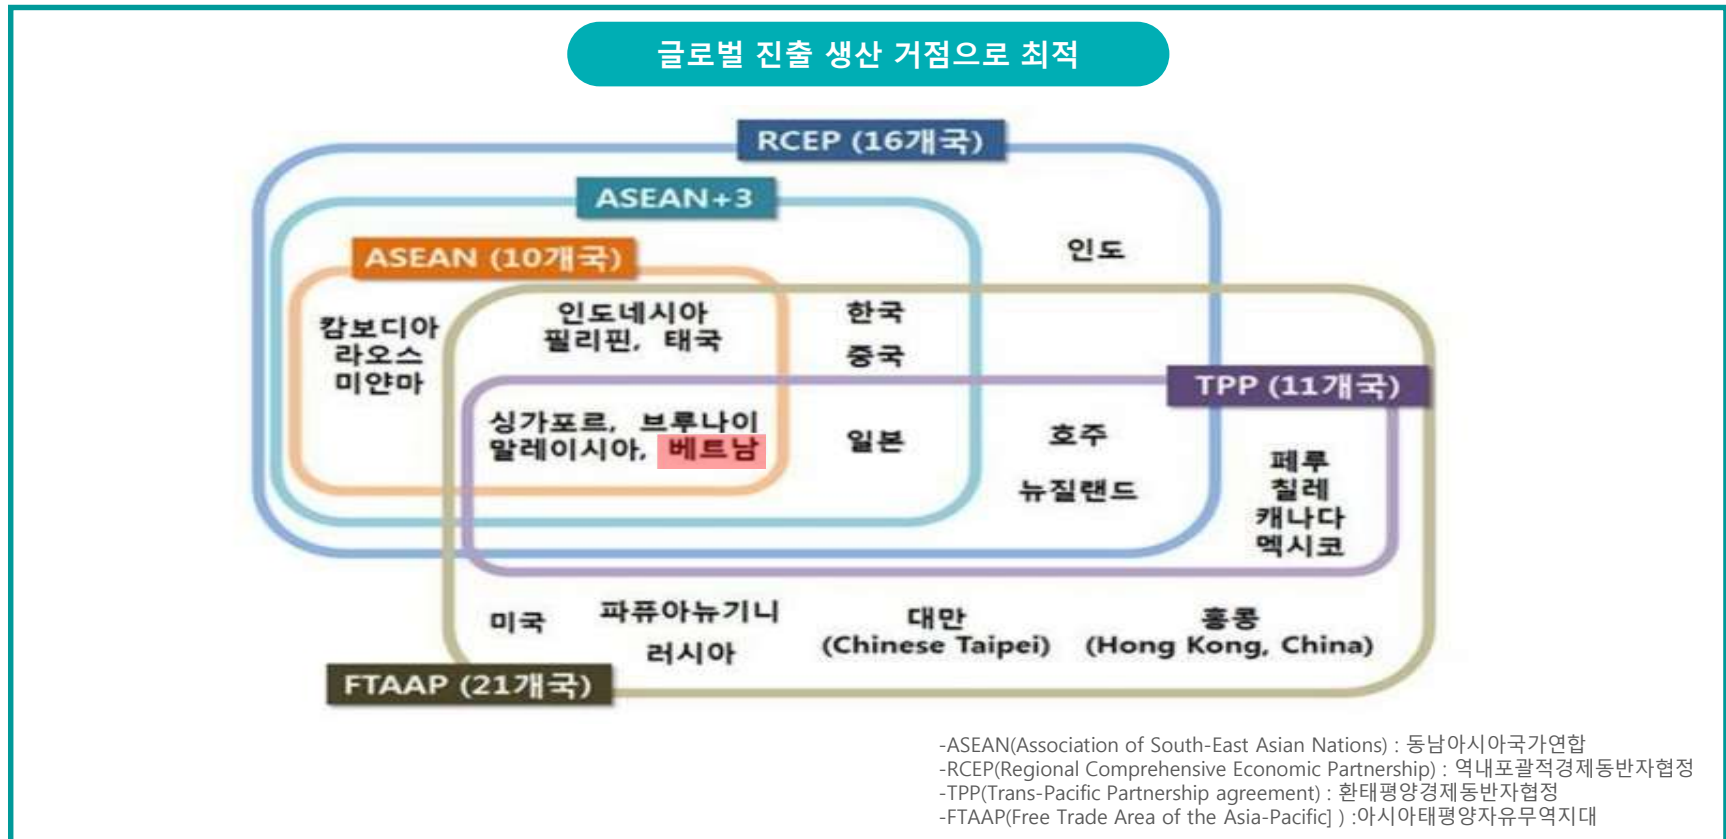 글로벌 진출 생산 거점으로 최적
RCEP (16개국)
ASEAN+3
ASEAN (10개국)
인도
캄보디아
라오스
미얀마
인도네시아
필리핀, 태국
한국
중국
TPP (11개국)
싱가포르, 브루나이
말레이시아, 베트남
일본
호주
뉴질랜드
페루
칠레
캐나다
멕시코
미국
파퓨아뉴기니
러시아
대만
(Chinese Taipei)
홍콩
(Hong Kong, China)
FTAAP (21개국)
-ASEAN(Association of South-East Asian Nations) : 동남아시아국가연합
-RCEP(Regional Comprehensive Economic Partnership) : 역내포괄적경제동반자협정
-TPP(Trans-Pacific Partnership agreement) : 환태평양경제동반자협정
-FTAAP(Free Trade Area of the Asia-Pacific] ) :아시아태평양자유무역지대